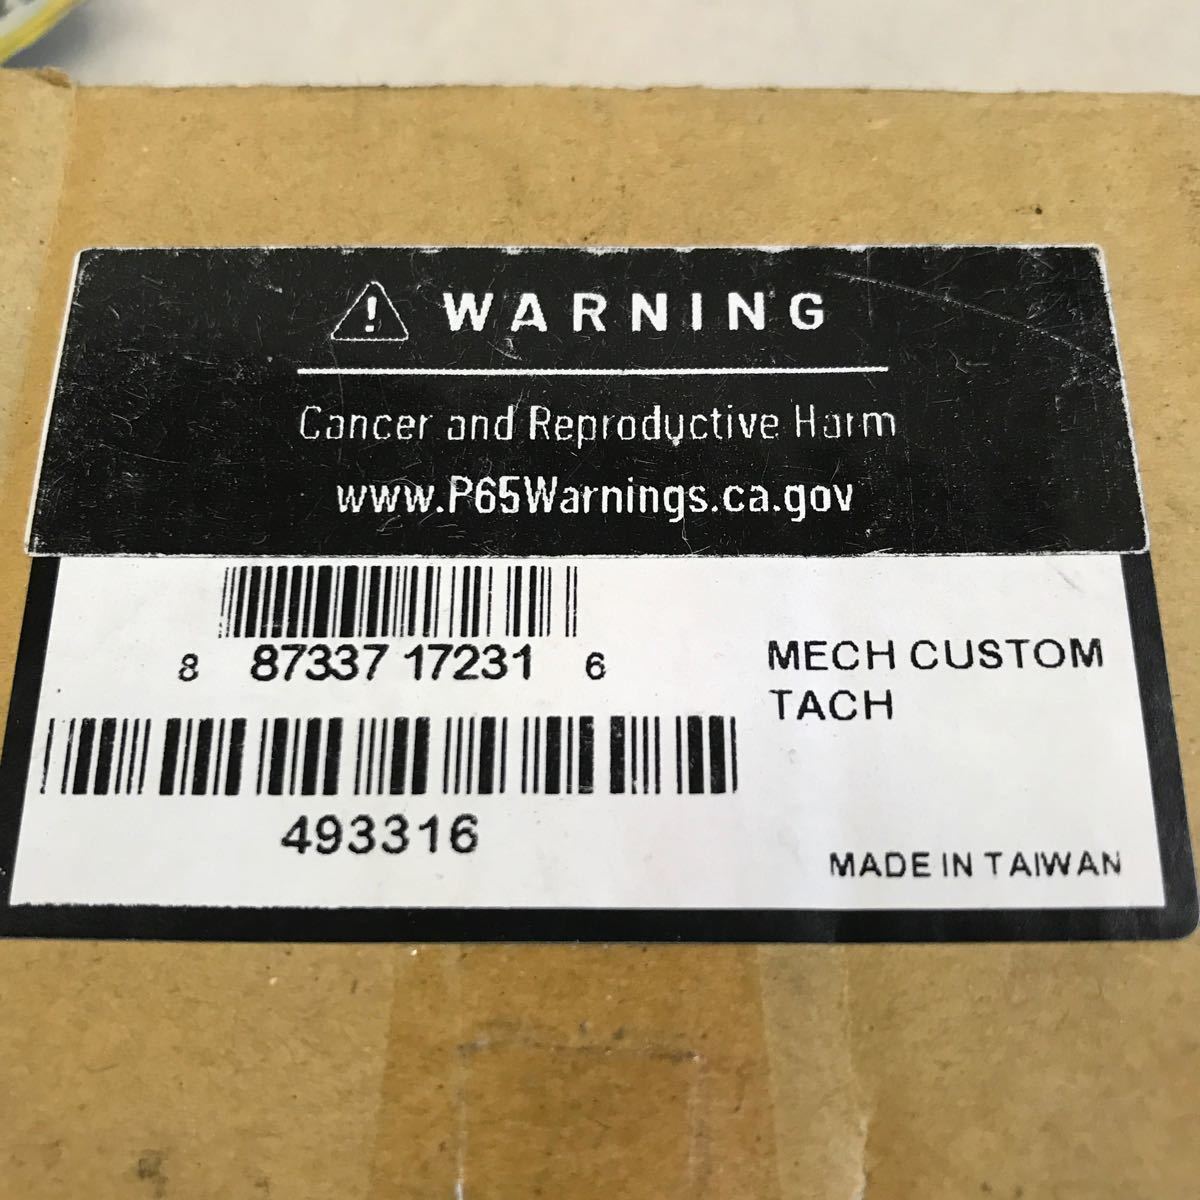 ! WARNING
Cancer and Reproductive Harm
www.P65Warnings.ca.gov
8 87337 17231 6
MECH CUSTOM
TACH
493316
MADE IN TAIWAN